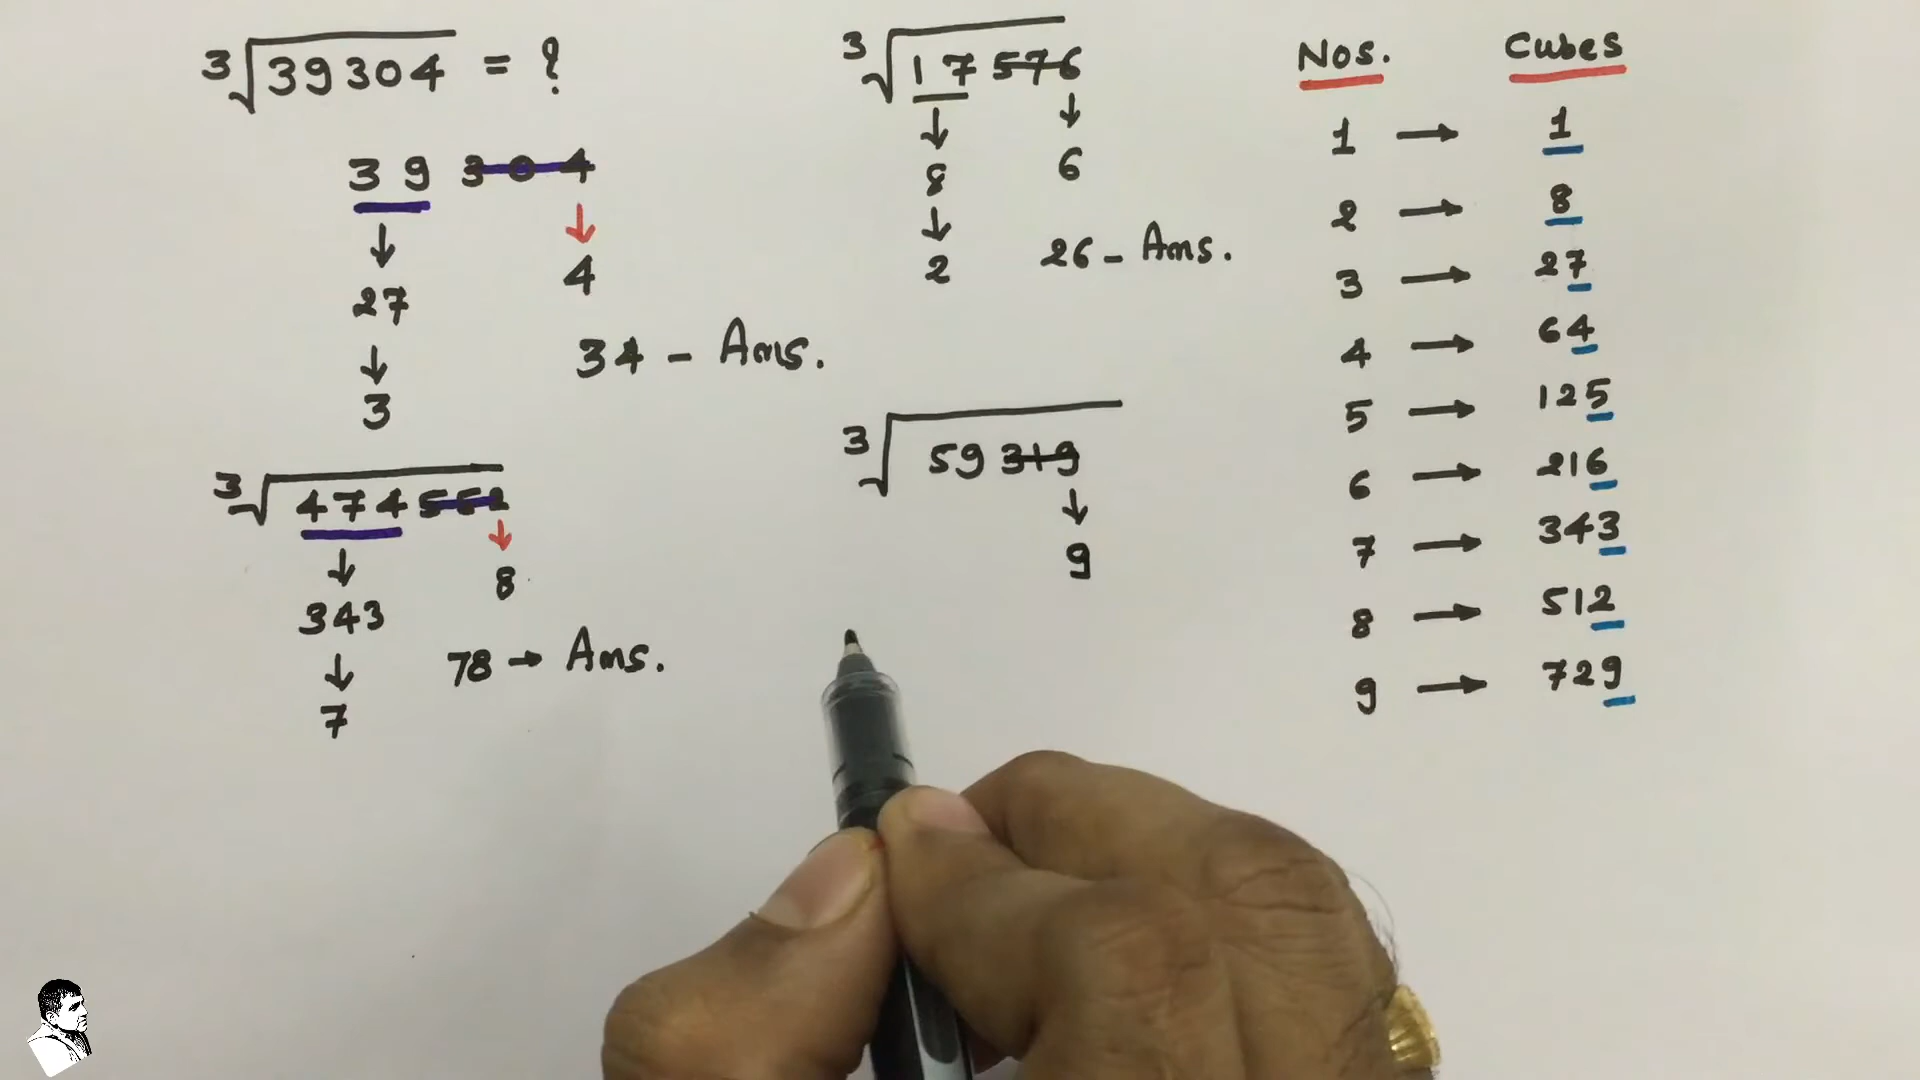 3√39304 = ?
39 304
27 4
3
34 - Ans.
3√474552
343 8
7
78 → Ans.
3√17576
8 6
2
26 - Ans.
3√59319
9
Nos. Cubes
1 → 1
2 → 8
3 → 27
4 → 64
5 → 125
6 → 216
7 → 343
8 → 512
9 → 729